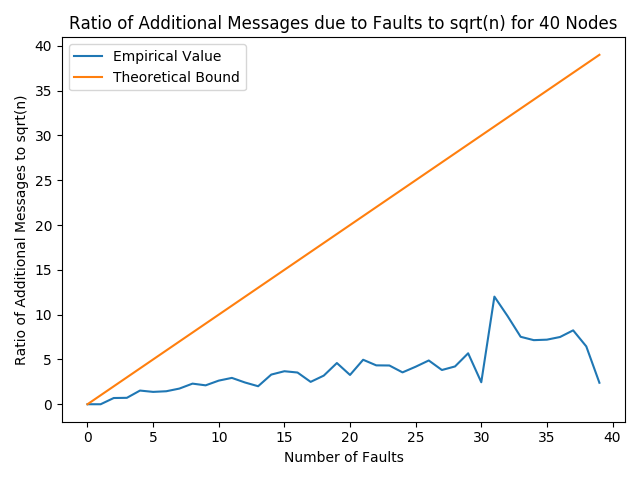 Ratio of Additional Messages due to Faults to sqrt(n) for 40 Nodes
Empirical Value
Theoretical Bound
Ratio of Additional Messages to sqrt(n)
40
35
30
25
20
15
10
5
0
0 5 10 15 20 25 30 35 40
Number of Faults